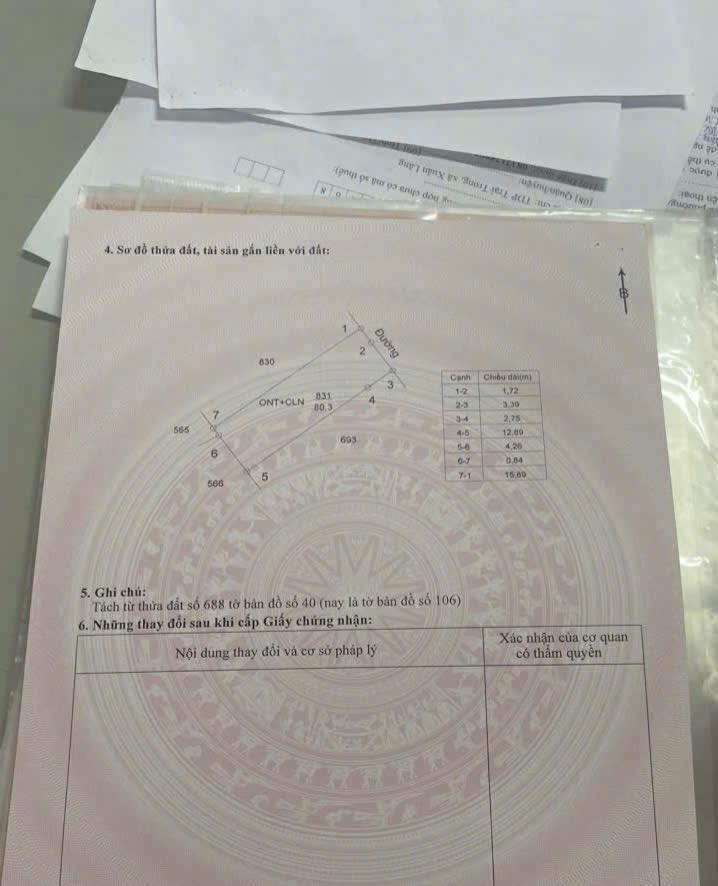 4. Sơ đồ thửa đất, tài sản gắn liền với đất:
B
1
Đường
2
830
3
ONT+CLN
831
80,3
4
7
565
693
6
5
566
Cạnh Chiều dài(m)
1-2 1,72
2-3 3,39
3-4 2,75
4-5 12,89
5-6 4,26
6-7 0,84
7-1 15,69
5. Ghi chú:
Tách từ thửa đất số 688 tờ bản đồ số 40 (nay là tờ bản đồ số 106)
6. Những thay đổi sau khi cấp Giấy chứng nhận:
Nội dung thay đổi và cơ sở pháp lý
Xác nhận của cơ quan
có thẩm quyền